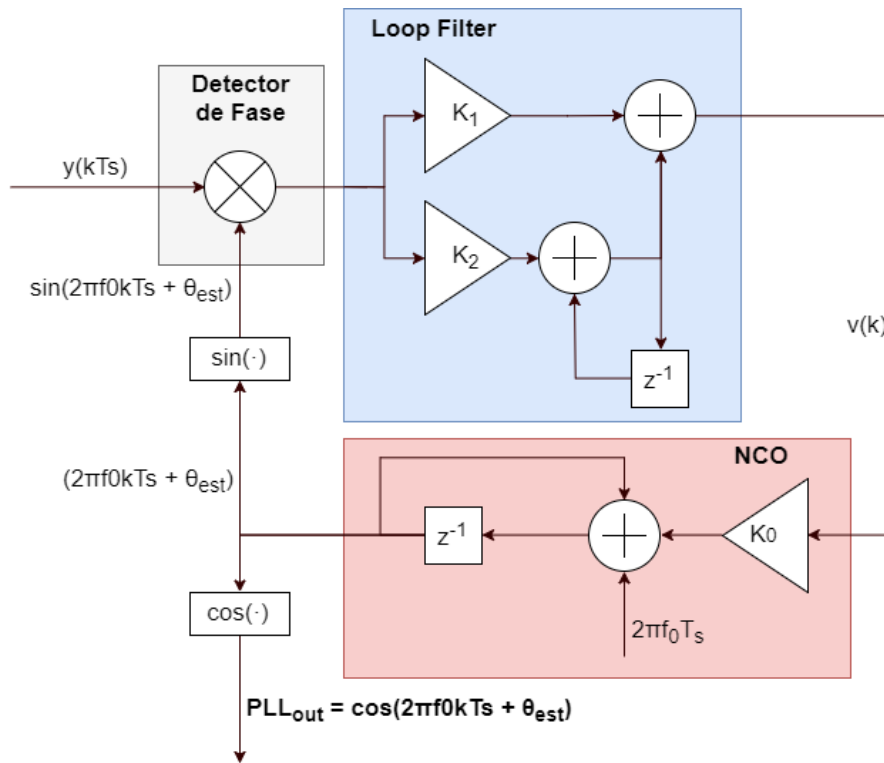 Loop Filter
Detector
de Fase
K₁
y(kTs)
K₂
sin(2πf0kTs + θest)
v(k)
sin(·)
z⁻¹
NCO
(2πf0kTs + θest)
z⁻¹
K₀
cos(·)
2πf₀Tₛ
PLLout = cos(2πf0kTs + θest)